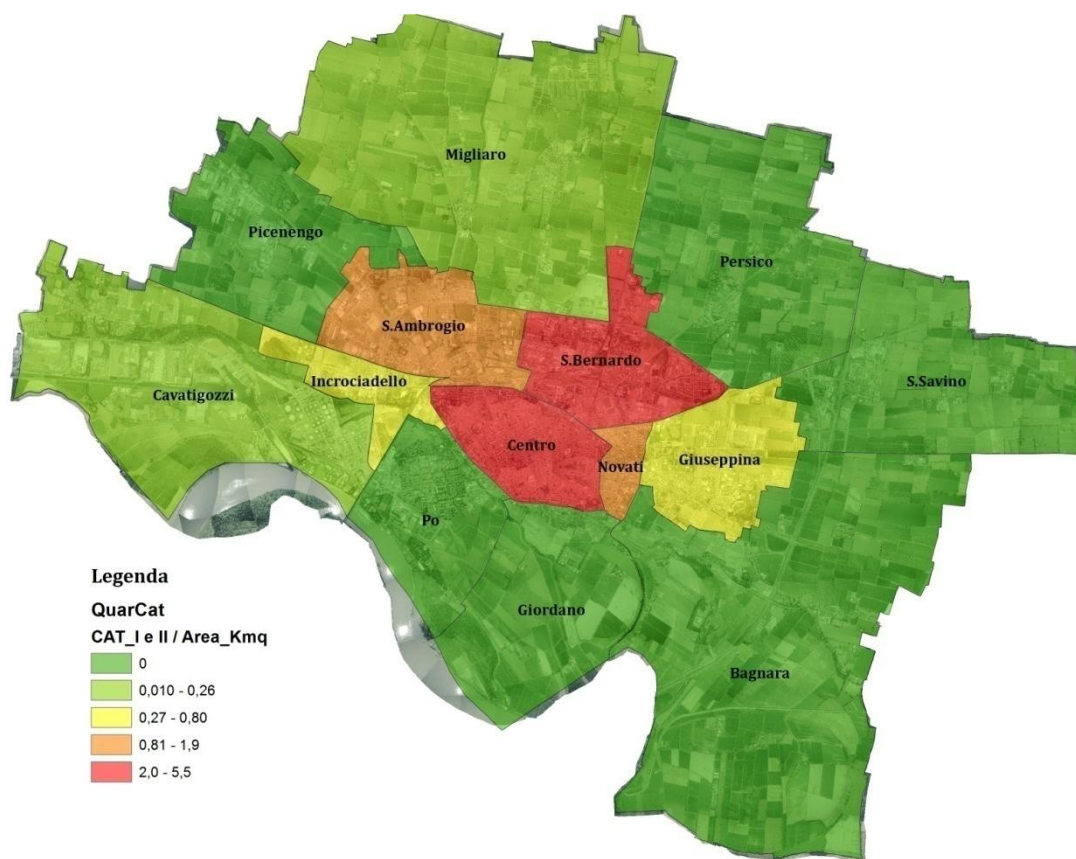 Migliaro
Picenengo
Persico
S.Ambrogio
S.Bernardo
Incrociadello
S.Savino
Cavatigozzi
Centro
Novati
Giuseppina
Po
Giordano
Bagnara
Legenda
QuarCat
CAT_I e II / Area_Kmq
0
0,010 - 0,26
0,27 - 0,80
0,81 - 1,9
2,0 - 5,5